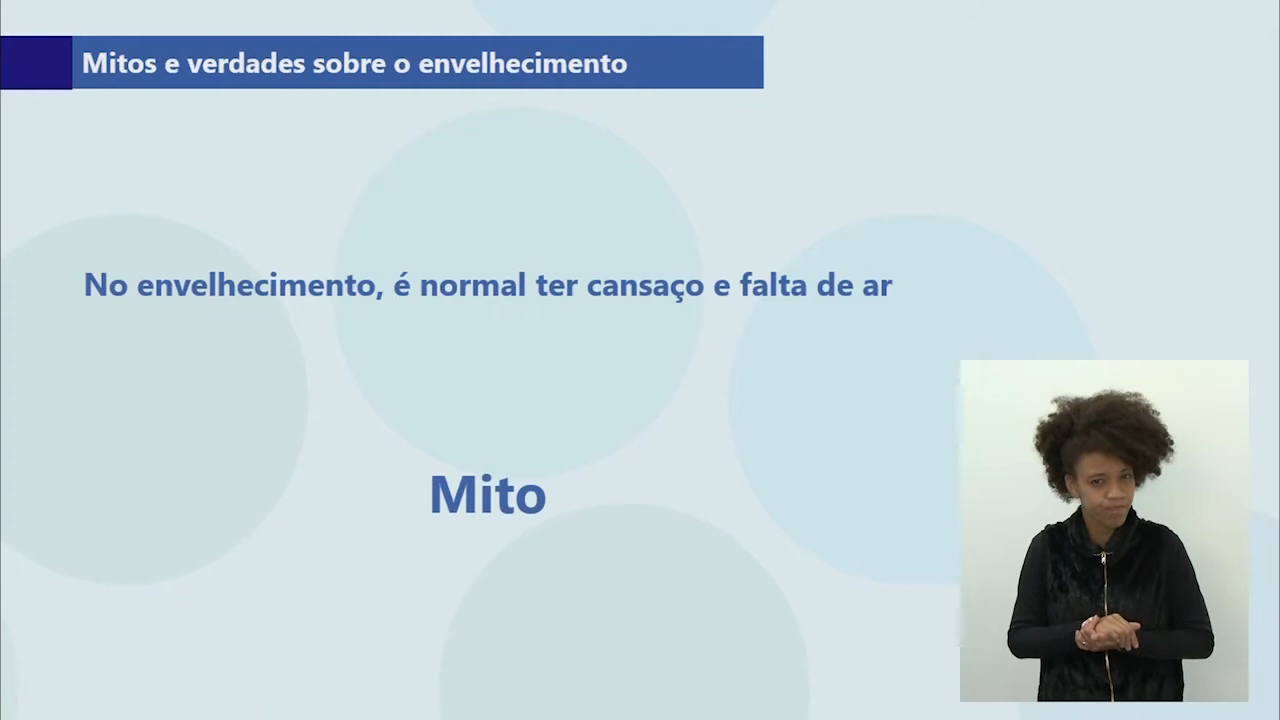 Mitos e verdades sobre o envelhecimento
No envelhecimento, é normal ter cansaço e falta de ar
Mito